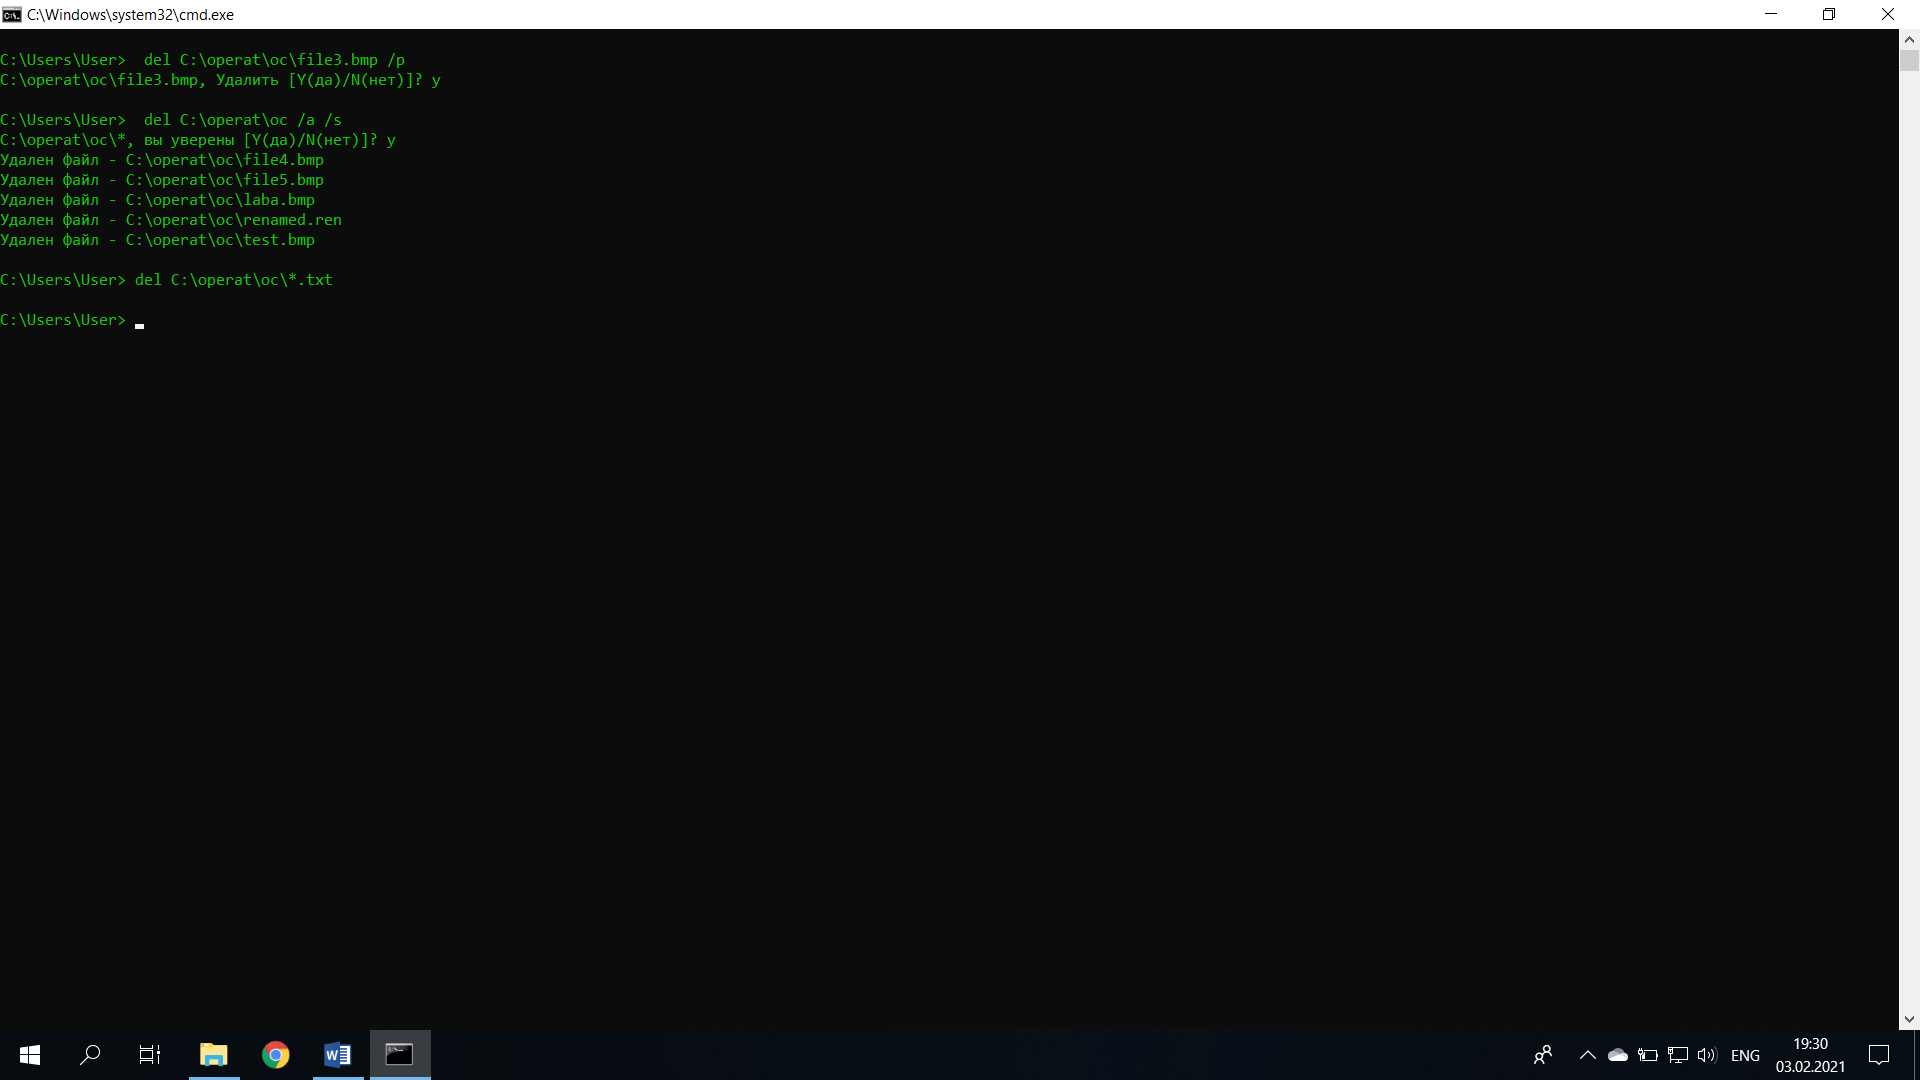 C:\Windows\system32\cmd.exe
C:\Users\User>  del C:\operat\oc\file3.bmp /p
C:\operat\oc\file3.bmp, Удалить [Y(да)/N(нет)]? y
C:\Users\User>  del C:\operat\oc /a /s
C:\operat\oc\*, вы уверены [Y(да)/N(нет)]? y
Удален файл - C:\operat\oc\file4.bmp
Удален файл - C:\operat\oc\file5.bmp
Удален файл - C:\operat\oc\laba.bmp
Удален файл - C:\operat\oc\renamed.ren
Удален файл - C:\operat\oc\test.bmp
C:\Users\User> del C:\operat\oc\*.txt
C:\Users\User>
ENG
19:30
03.02.2021